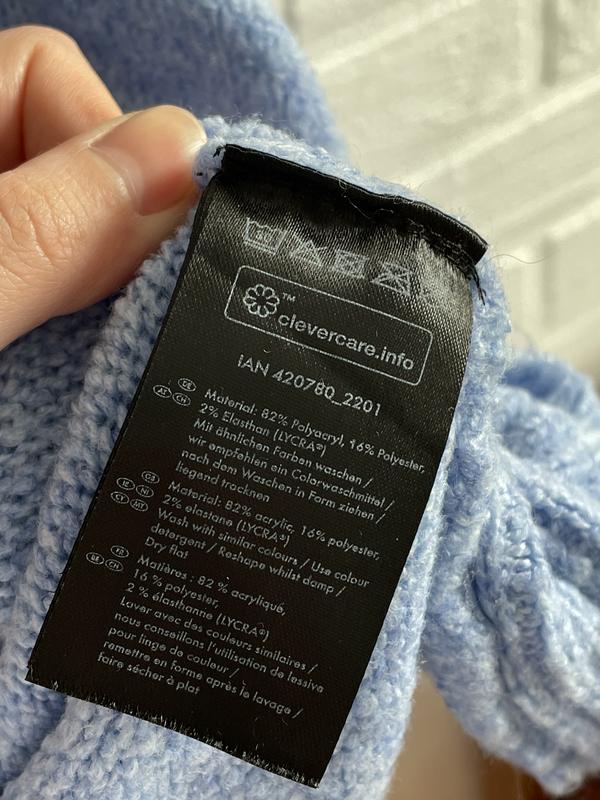 ™
clevercare.info
IAN 420780_2201
DE
AT CH
Material: 82% Polyacryl, 16% Polyester,
2% Elasthan (LYCRA®)
Mit ähnlichen Farben waschen /
wir empfehlen ein Colorwaschmittel /
nach dem Waschen in Form ziehen /
liegend trocknen
GB
IE NI
CY MT
Material: 82% acrylic, 16% polyester,
2% elastane (LYCRA®)
Wash with similar colours / Use colour
detergent / Reshape whilst damp /
Dry flat
FR
BE CH
Matières : 82 % acrylique,
16 % polyester,
2 % élasthanne (LYCRA®)
Laver avec des couleurs similaires /
nous conseillons l'utilisation de lessive
pour linge de couleur /
remettre en forme après le lavage /
faire sécher à plat